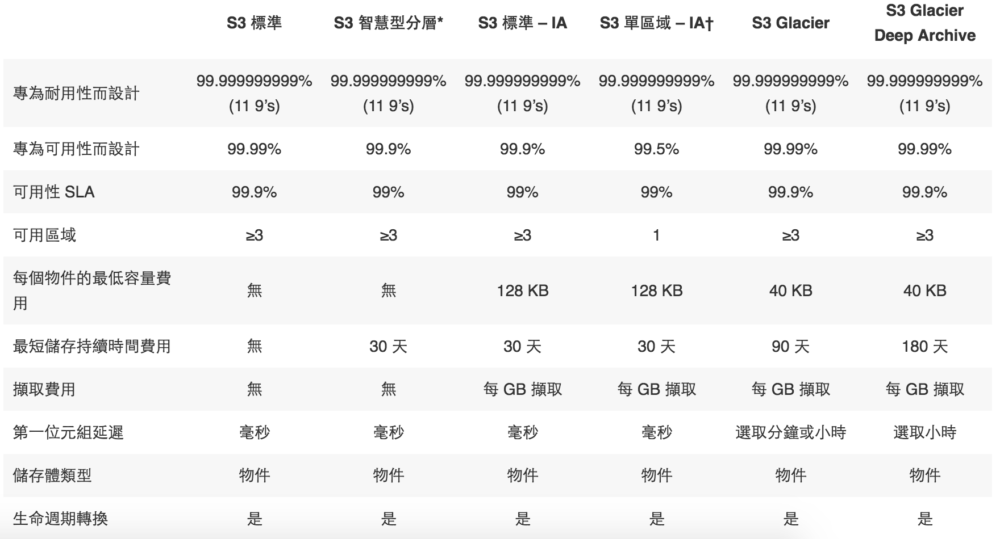 S3 標準 S3 智慧型分層* S3 標準 – IA S3 單區域 – IA† S3 Glacier S3 Glacier
Deep Archive
專為耐用性而設計 99.999999999% 99.999999999% 99.999999999% 99.999999999% 99.999999999% 99.999999999%
(11 9’s) (11 9’s) (11 9’s) (11 9’s) (11 9’s) (11 9’s)
專為可用性而設計 99.99% 99.9% 99.9% 99.5% 99.99% 99.99%
可用性 SLA 99.9% 99% 99% 99% 99.9% 99.9%
可用區域 ≥3 ≥3 ≥3 1 ≥3 ≥3
每個物件的最低容量費
用 無 無 128 KB 128 KB 40 KB 40 KB
最短儲存持續時間費用 無 30 天 30 天 30 天 90 天 180 天
擷取費用 無 無 每 GB 擷取 每 GB 擷取 每 GB 擷取 每 GB 擷取
第一位元組延遲 毫秒 毫秒 毫秒 毫秒 選取分鐘或小時 選取小時
儲存體類型 物件 物件 物件 物件 物件 物件
生命週期轉換 是 是 是 是 是 是